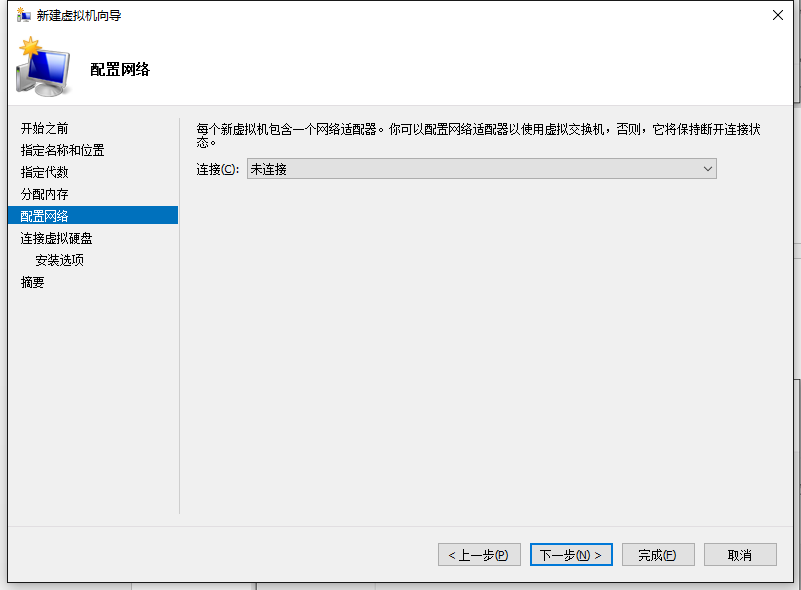 新建虚拟机向导
配置网络
开始之前
指定名称和位置
指定代数
分配内存
配置网络
连接虚拟硬盘
安装选项
摘要
每个新虚拟机包含一个网络适配器。你可以配置网络适配器以使用虚拟交换机，否则，它将保持断开连接状
态。
连接(C): 未连接
< 上一步(P) 下一步(N) > 完成(F) 取消